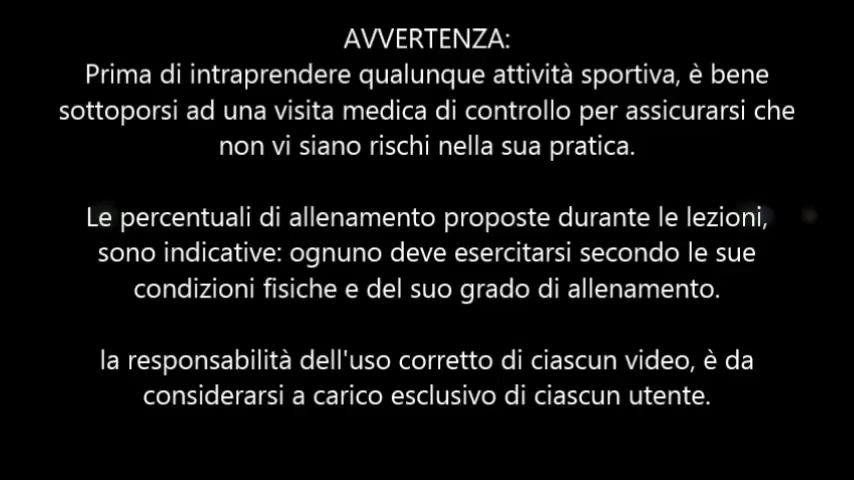 AVVERTENZA:
Prima di intraprendere qualunque attività sportiva, è bene
sottoporsi ad una visita medica di controllo per assicurarsi che
non vi siano rischi nella sua pratica.
Le percentuali di allenamento proposte durante le lezioni,
sono indicative: ognuno deve esercitarsi secondo le sue
condizioni fisiche e del suo grado di allenamento.
la responsabilità dell'uso corretto di ciascun video, è da
considerarsi a carico esclusivo di ciascun utente.